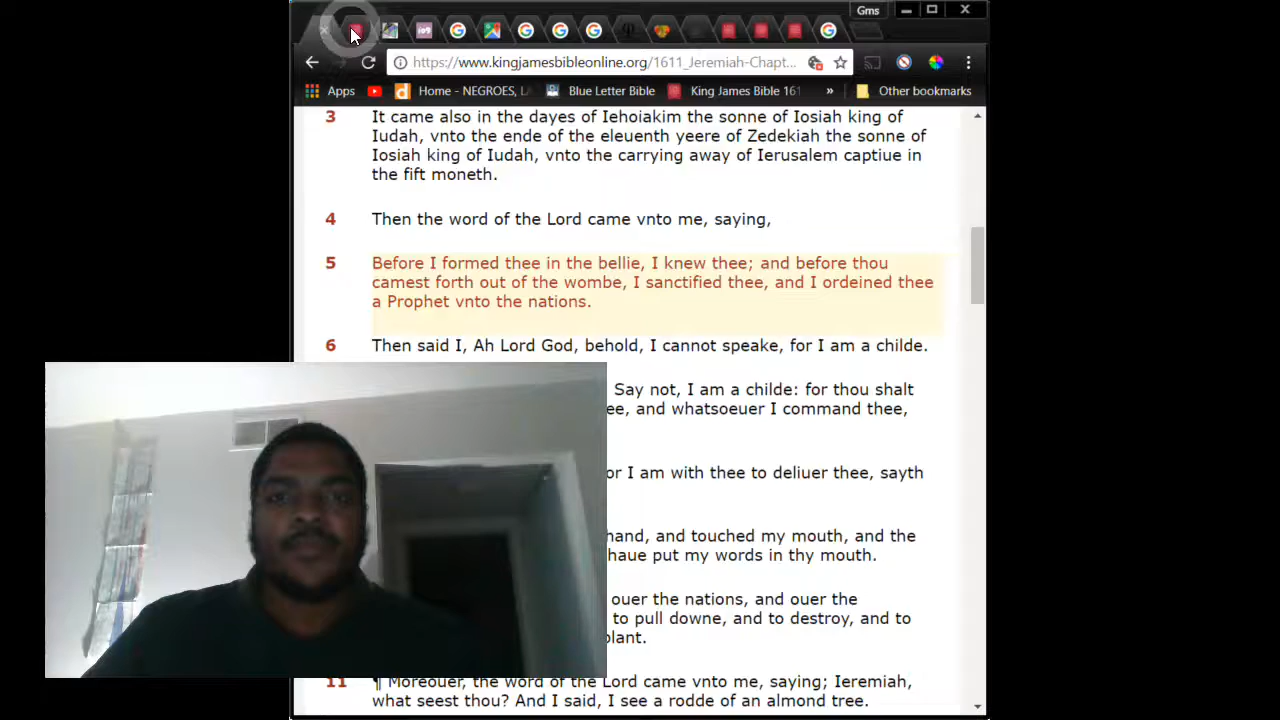 Gms
https://www.kingjamesbibleonline.org/1611_Jeremiah-Chapt...
Apps
Home - NEGROES, LA
Blue Letter Bible
King James Bible 161
»
Other bookmarks
3 It came also in the dayes of Iehoiakim the sonne of Iosiah king of
Iudah, vnto the ende of the eleuenth yeere of Zedekiah the sonne of
Iosiah king of Iudah, vnto the carrying away of Ierusalem captiue in
the fift moneth.
4 Then the word of the Lord came vnto me, saying,
5 Before I formed thee in the bellie, I knew thee; and before thou
camest forth out of the wombe, I sanctified thee, and I ordeined thee
a Prophet vnto the nations.
6 Then said I, Ah Lord God, behold, I cannot speake, for I am a childe.
Say not, I am a childe: for thou shalt
ee, and whatsoeuer I command thee,
or I am with thee to deliuer thee, sayth
hand, and touched my mouth, and the
haue put my words in thy mouth.
ouer the nations, and ouer the
to pull downe, and to destroy, and to
plant.
11 ¶ Moreouer, the word of the Lord came vnto me, saying; Ieremiah,
what seest thou? And I said, I see a rodde of an almond tree.